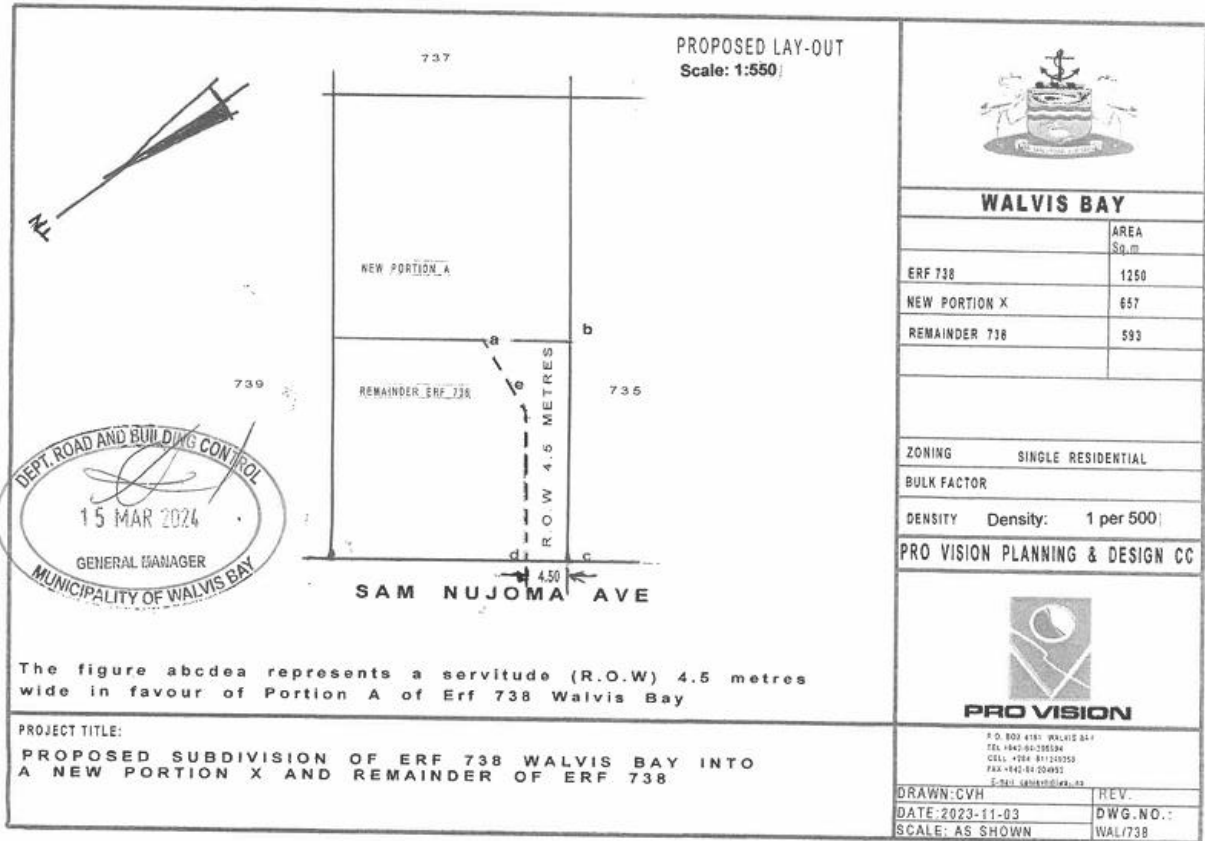 PROPOSED LAY-OUT
Scale: 1:550
737
NEW PORTION A
a
b
e
739
REMAINDER ERF 738
R.O.W 4.5 METRES
735
DEPT. ROAD AND BUILDING CONTROL
15 MAR 2024
GENERAL MANAGER
MUNICIPALITY OF WALVIS BAY
d
c
4.50
SAM NUJOMA AVE
The figure abcdea represents a servitude (R.O.W) 4.5 metres
wide in favour of Portion A of Erf 738 Walvis Bay
PROJECT TITLE:
PROPOSED SUBDIVISION OF ERF 738 WALVIS BAY INTO
A NEW PORTION X AND REMAINDER OF ERF 738
WALVIS BAY
AREA
Sq.m
ERF 738 1250
NEW PORTION X 657
REMAINDER 738 593
ZONING SINGLE RESIDENTIAL
BULK FACTOR
DENSITY Density: 1 per 500
PRO VISION PLANNING & DESIGN CC
PRO VISION
P.O. BOX 4181 WALVIS BAY
DRAWN:CVH REV.
DATE:2023-11-03 DWG.NO.:
SCALE: AS SHOWN WAL/738